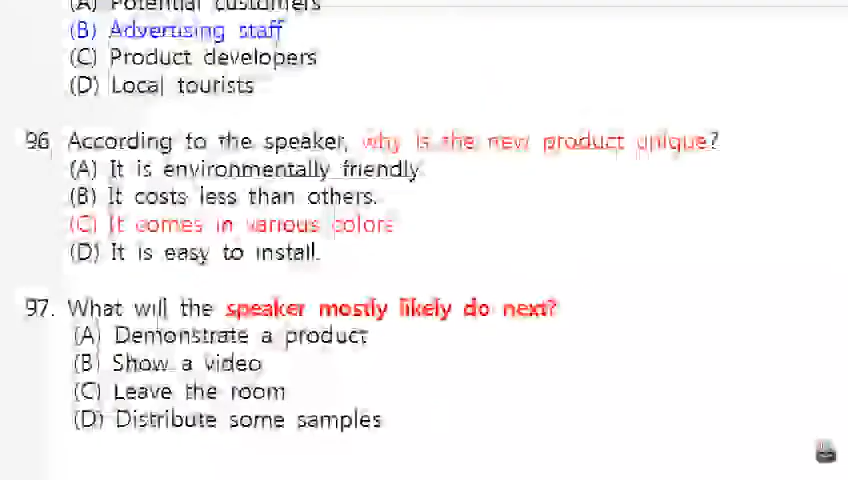 (A) Potential customers
(B) Advertising staff
(C) Product developers
(D) Local tourists
96 According to the speaker, why is the new product unique?
(A) It is environmentally friendly
(B) It costs less than others.
(C) It comes in various colors
(D) It is easy to install.
97. What will the speaker mostly likely do next?
(A) Demonstrate a product
(B) Show a video
(C) Leave the room
(D) Distribute some samples